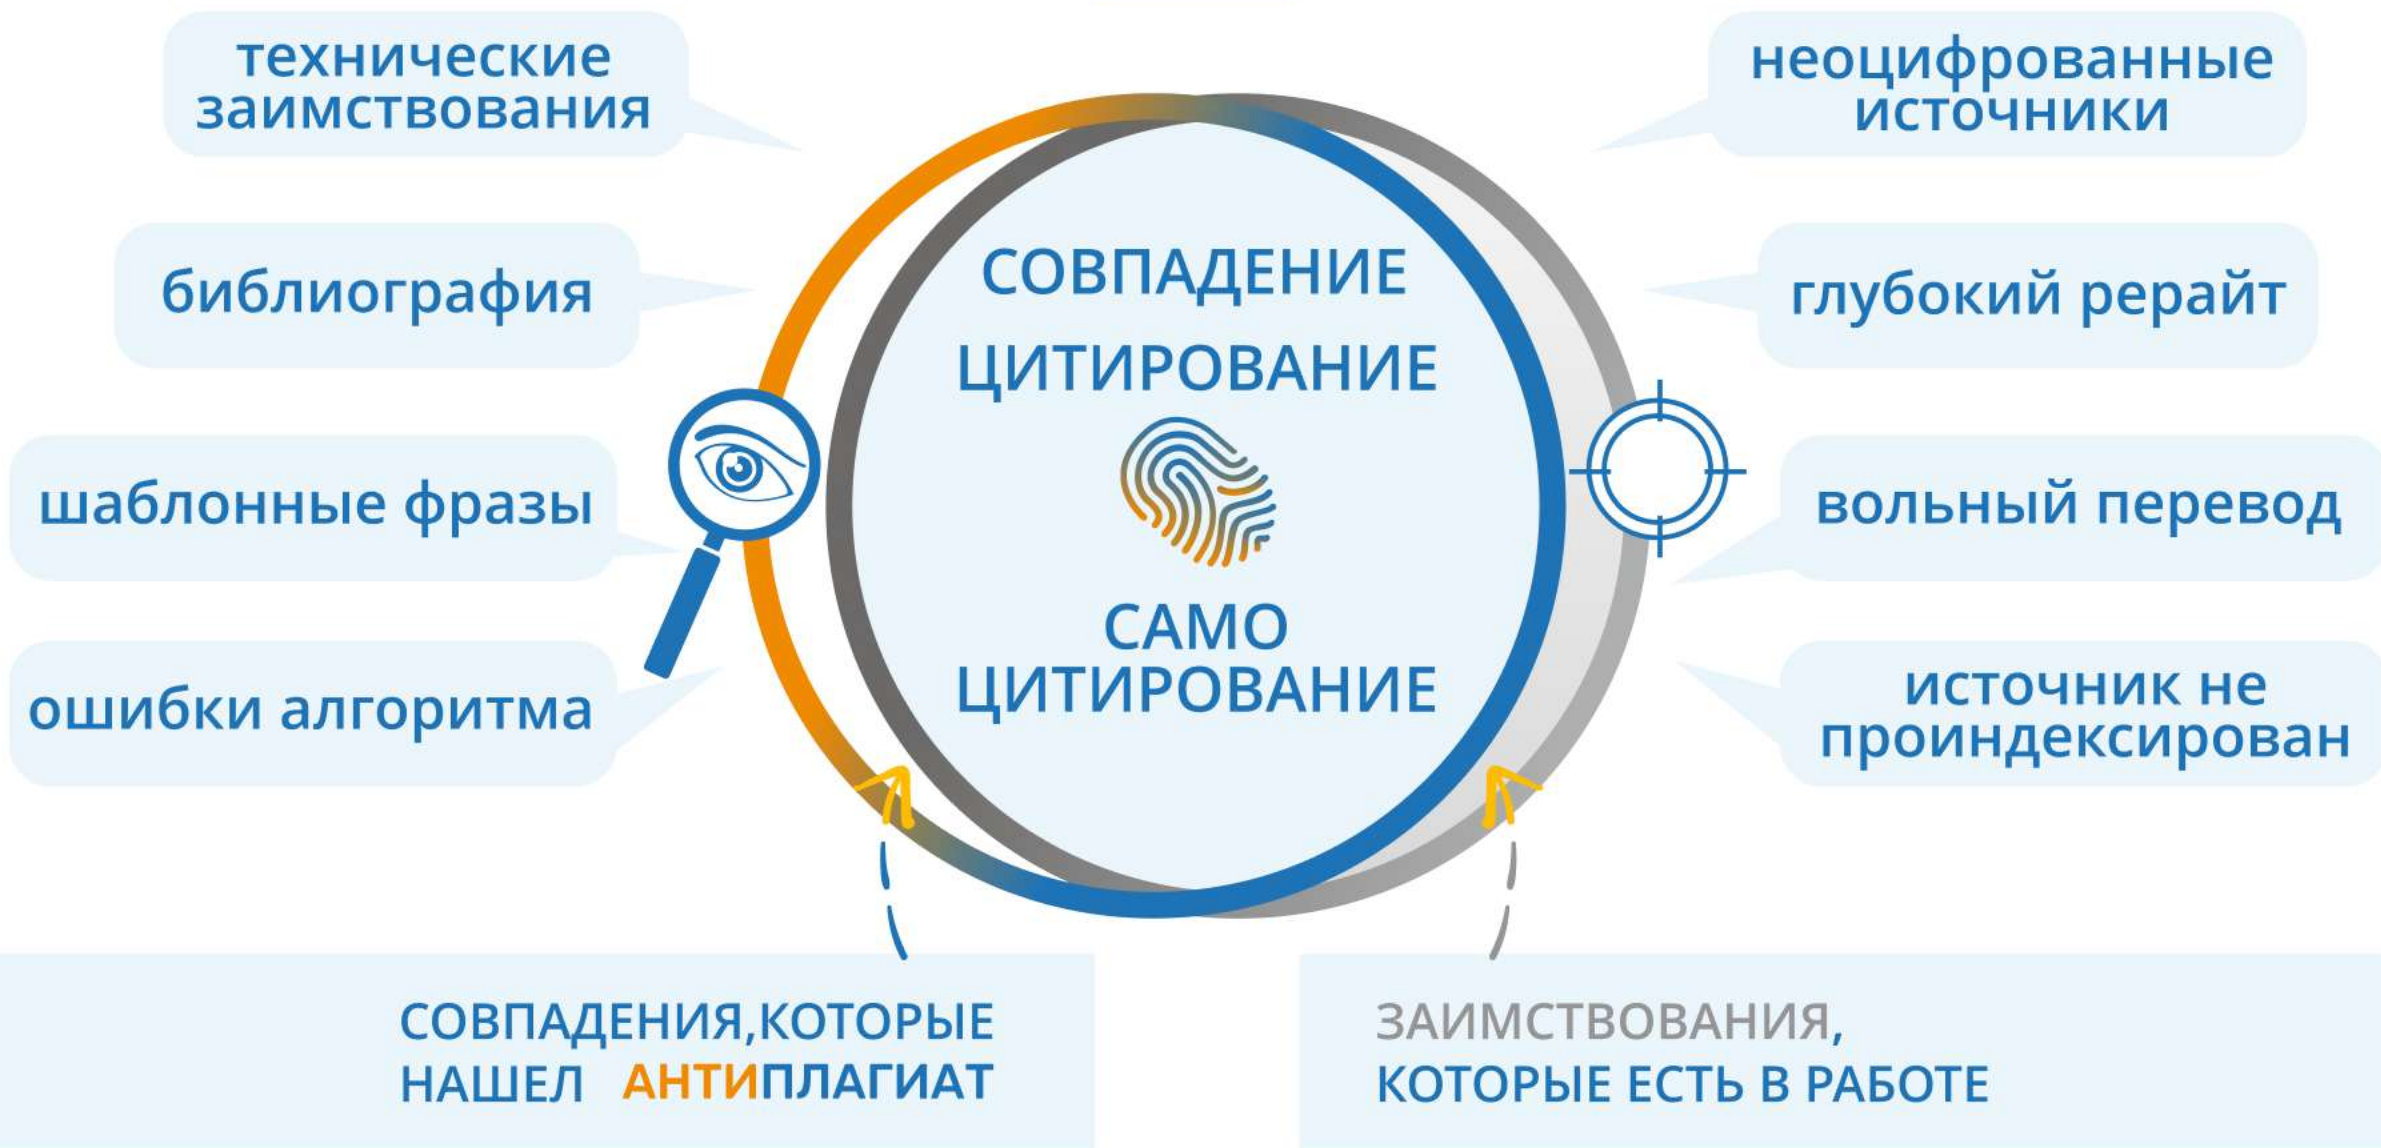 технические
заимствования
библиография
шаблонные фразы
ошибки алгоритма
СОВПАДЕНИЕ
ЦИТИРОВАНИЕ
САМО
ЦИТИРОВАНИЕ
неоцифрованные
источники
глубокий рерайт
вольный перевод
источник не
проиндексирован
СОВПАДЕНИЯ,КОТОРЫЕ
НАШЕЛ АНТИПЛАГИАТ
ЗАИМСТВОВАНИЯ,
КОТОРЫЕ ЕСТЬ В РАБОТЕ